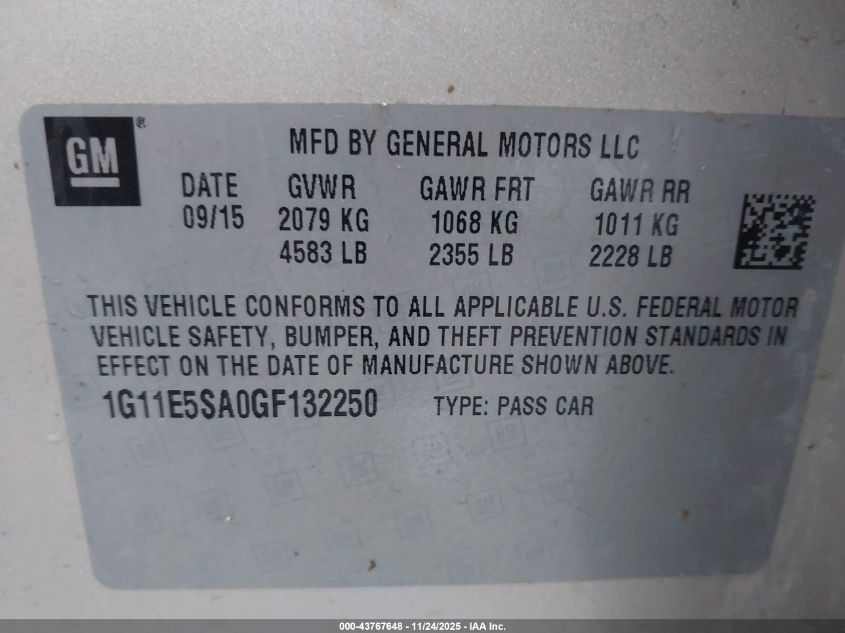 GM ®
MFD BY GENERAL MOTORS LLC
DATE GVWR GAWR FRT GAWR RR
09/15 2079 KG 1068 KG 1011 KG
4583 LB 2355 LB 2228 LB
THIS VEHICLE CONFORMS TO ALL APPLICABLE U.S. FEDERAL MOTOR
VEHICLE SAFETY, BUMPER, AND THEFT PREVENTION STANDARDS IN
EFFECT ON THE DATE OF MANUFACTURE SHOWN ABOVE.
1G11E5SA0GF132250 TYPE: PASS CAR
000-43767648 - 11/24/2025 - IAA Inc.